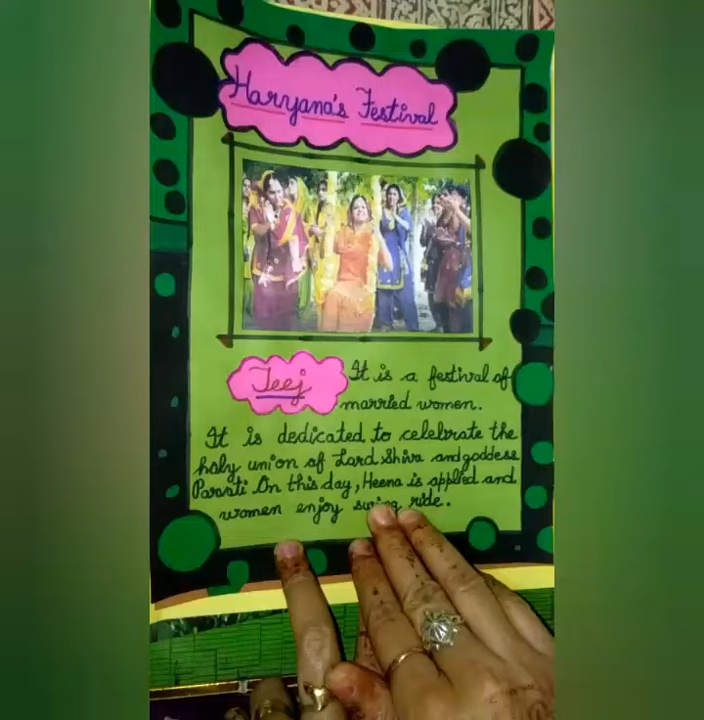 Haryana's Festival
Teej
It is a festival of
married women.
It is dedicated to celebrate the
holy union of Lord Shiva and goddess
Parvati. On this day, Heena is applied and
women enjoy swing ride.